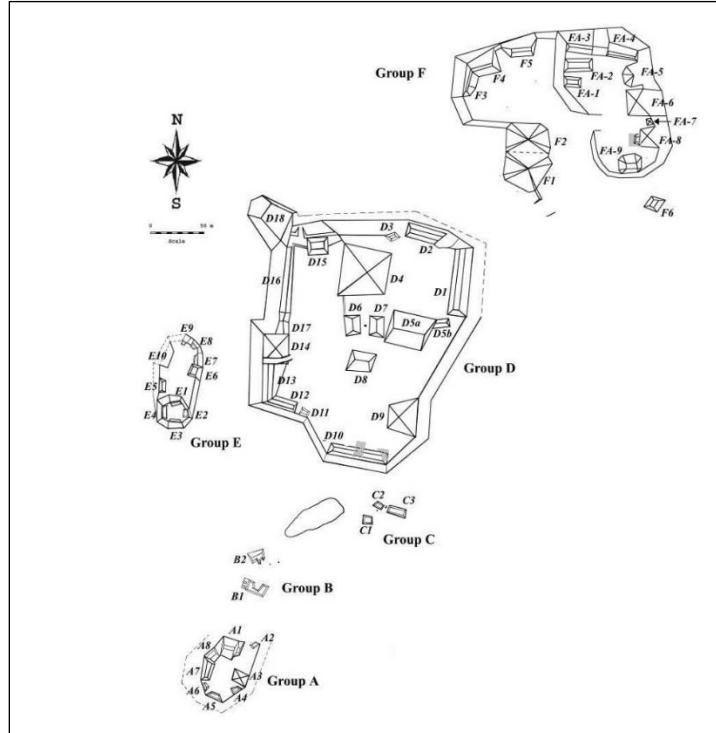 FA-3
FA-4
F5
Group F
F4
FA-2
FA-5
F3
FA-1
FA-6
FA-7
N
F2
FA-8
FA-9
F1
S
F6
D18
0 50 m
Scale
D3
D2
D15
D4
D16
D1
D6
D7
D5a
D17
D5b
E9
E8
D14
E10
E7
D8
E6
Group D
E5
D13
E1
D12
D9
E4
E2
D11
E3
Group E
D10
C2
C3
C1
Group C
B2
B1
Group B
A1
A2
A8
A7
A3
Group A
A6
A4
A5